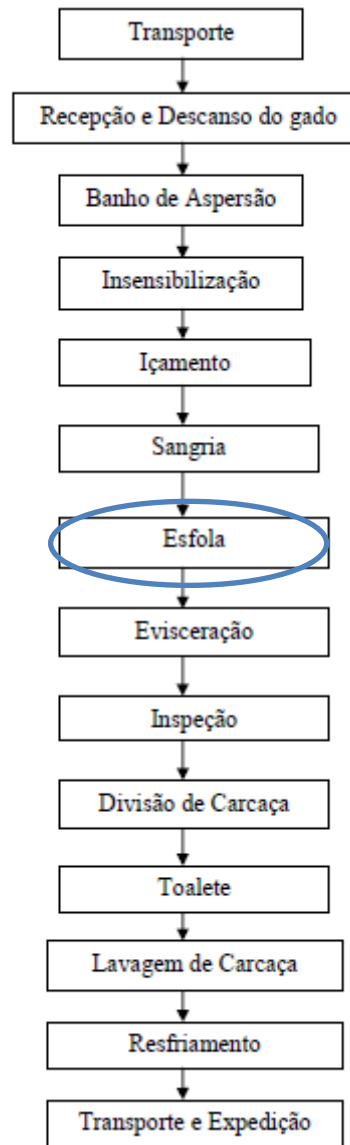 Transporte
Recepção e Descanso do gado
Banho de Aspersão
Insensibilização
Içamento
Sangria
Esfola
Evisceração
Inspeção
Divisão de Carcaça
Toalete
Lavagem de Carcaça
Resfriamento
Transporte e Expedição